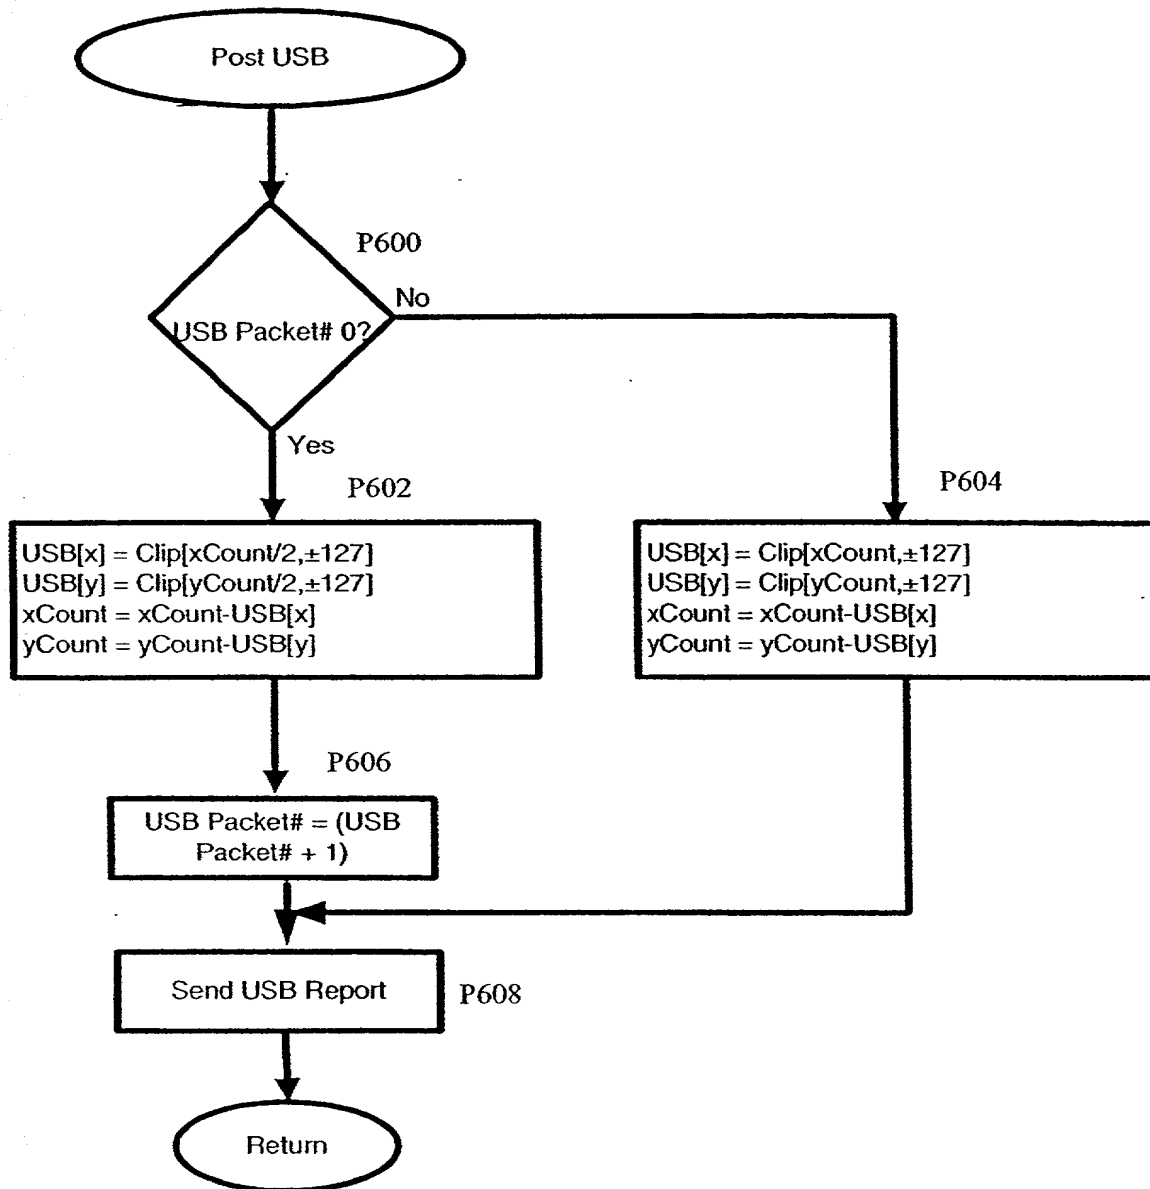 Post USB
P600
No
USB Packet# 0?
Yes
P602
P604
USB[x] = Clip[xCount/2,±127]
USB[y] = Clip[yCount/2,±127]
xCount = xCount-USB[x]
yCount = yCount-USB[y]
USB[x] = Clip[xCount,±127]
USB[y] = Clip[yCount,±127]
xCount = xCount-USB[x]
yCount = yCount-USB[y]
P606
USB Packet# = (USB
Packet# + 1)
Send USB Report
P608
Return